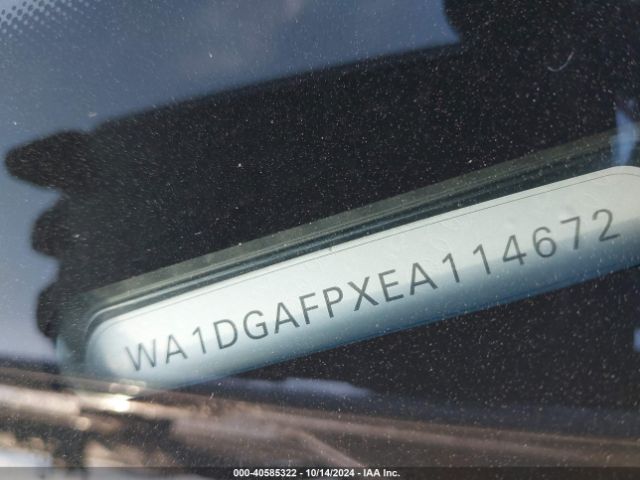 WA1DGAFPXEA114672
000-40585322 - 10/14/2024 - IAA Inc.